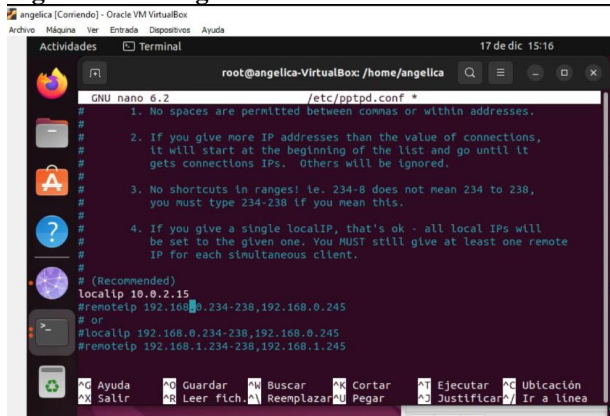 angelica [Corriendo] - Oracle VM VirtualBox
Archivo Máquina Ver Entrada Dispositivos Ayuda
Actividades Terminal 17 de dic 15:16
root@angelica-VirtualBox: /home/angelica
GNU nano 6.2 /etc/pptpd.conf *
# 1. No spaces are permitted between commas or within addresses.
#
# 2. If you give more IP addresses than the value of connections,
# it will start at the beginning of the list and go until it
# gets connections IPs. Others will be ignored.
#
# 3. No shortcuts in ranges! ie. 234-8 does not mean 234 to 238,
# you must type 234-238 if you mean this.
#
# 4. If you give a single localIP, that's ok - all local IPs will
# be set to the given one. You MUST still give at least one remote
# IP for each simultaneous client.
#
# (Recommended)
localip 10.0.2.15
#remoteip 192.168.0.234-238,192.168.0.245
# or
#localip 192.168.0.234-238,192.168.0.245
#remoteip 192.168.1.234-238,192.168.1.245
^G Ayuda ^O Guardar ^W Buscar ^K Cortar ^T Ejecutar ^C Ubicación
^X Salir ^R Leer fich. ^\ Reemplazar ^U Pegar ^J Justificar ^/ Ir a línea